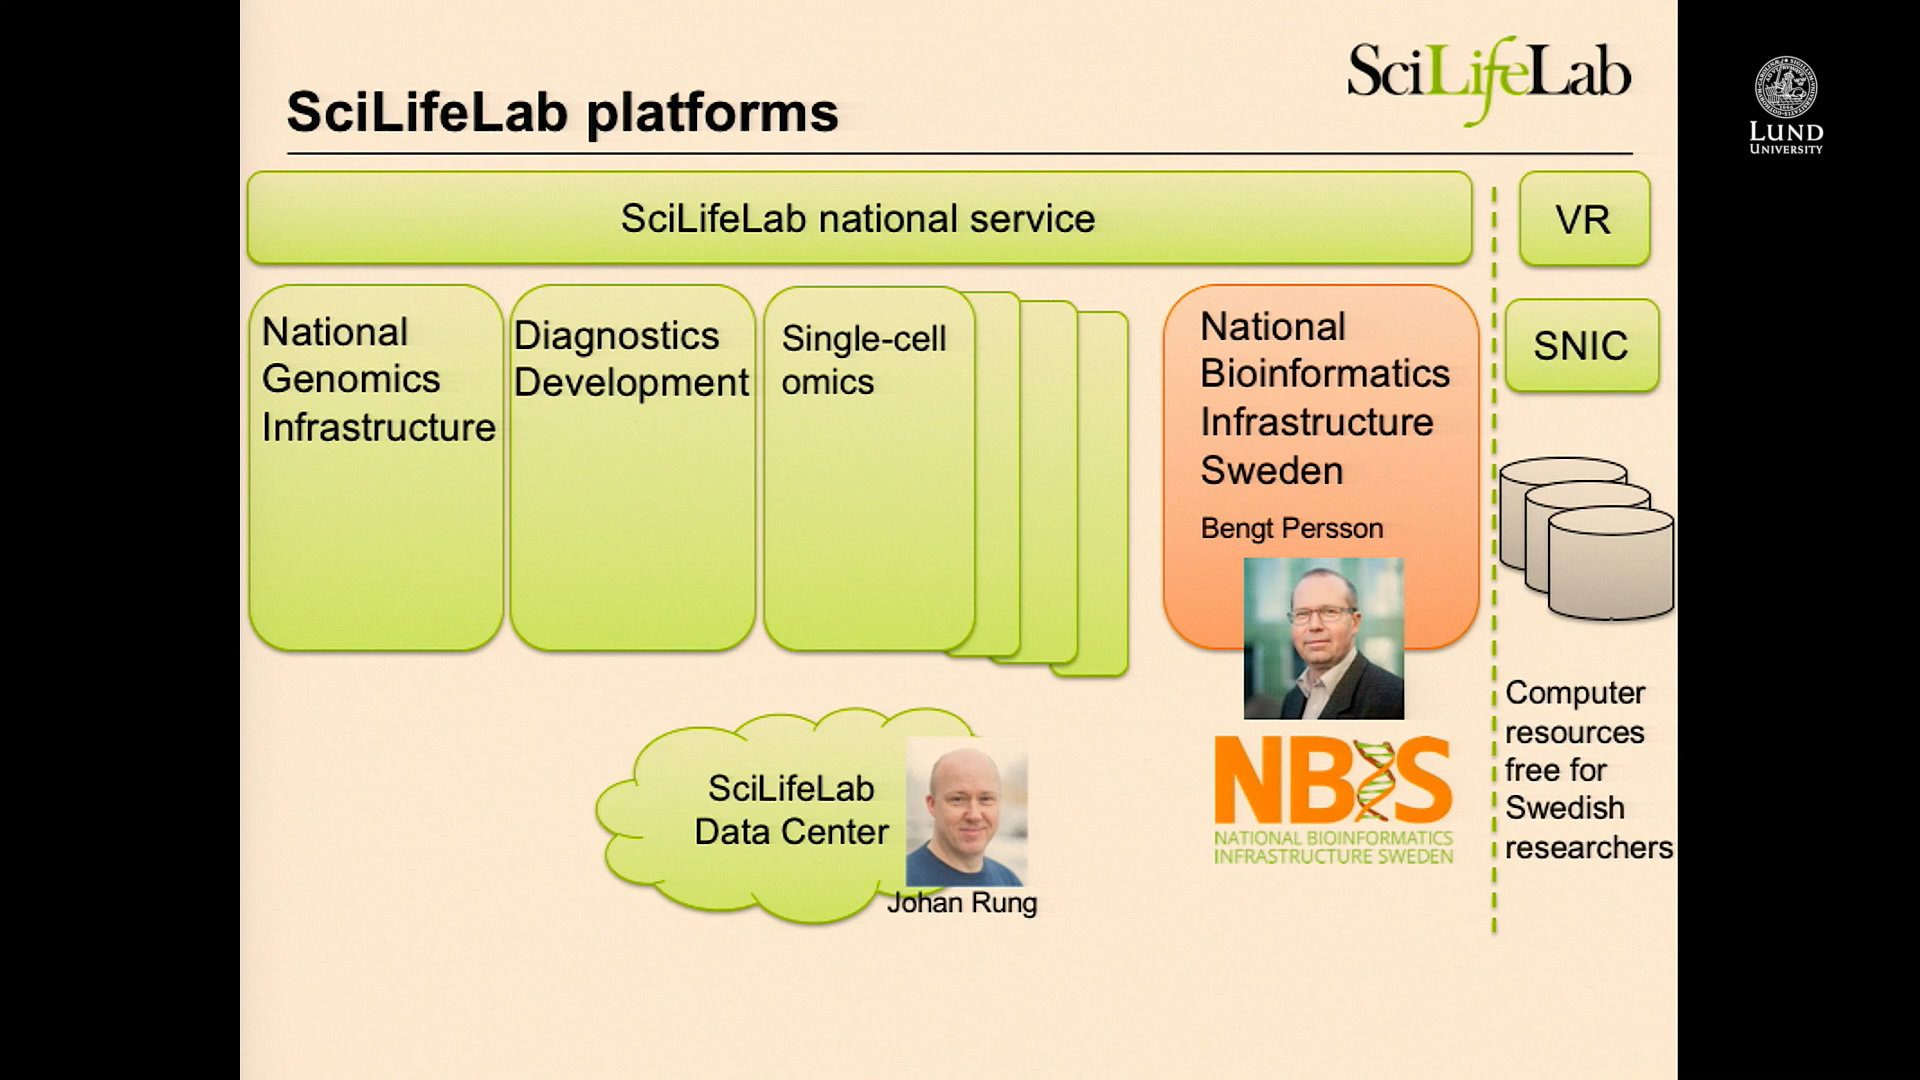 SciLifeLab
SciLifeLab platforms
LUND
UNIVERSITY
SciLifeLab national service
VR
National
Genomics
Infrastructure
Diagnostics
Development
Single-cell
omics
National
Bioinformatics
Infrastructure
Sweden
Bengt Persson
SNIC
SciLifeLab
Data Center
Johan Rung
NBIS
NATIONAL BIOINFORMATICS
INFRASTRUCTURE SWEDEN
Computer
resources
free for
Swedish
researchers